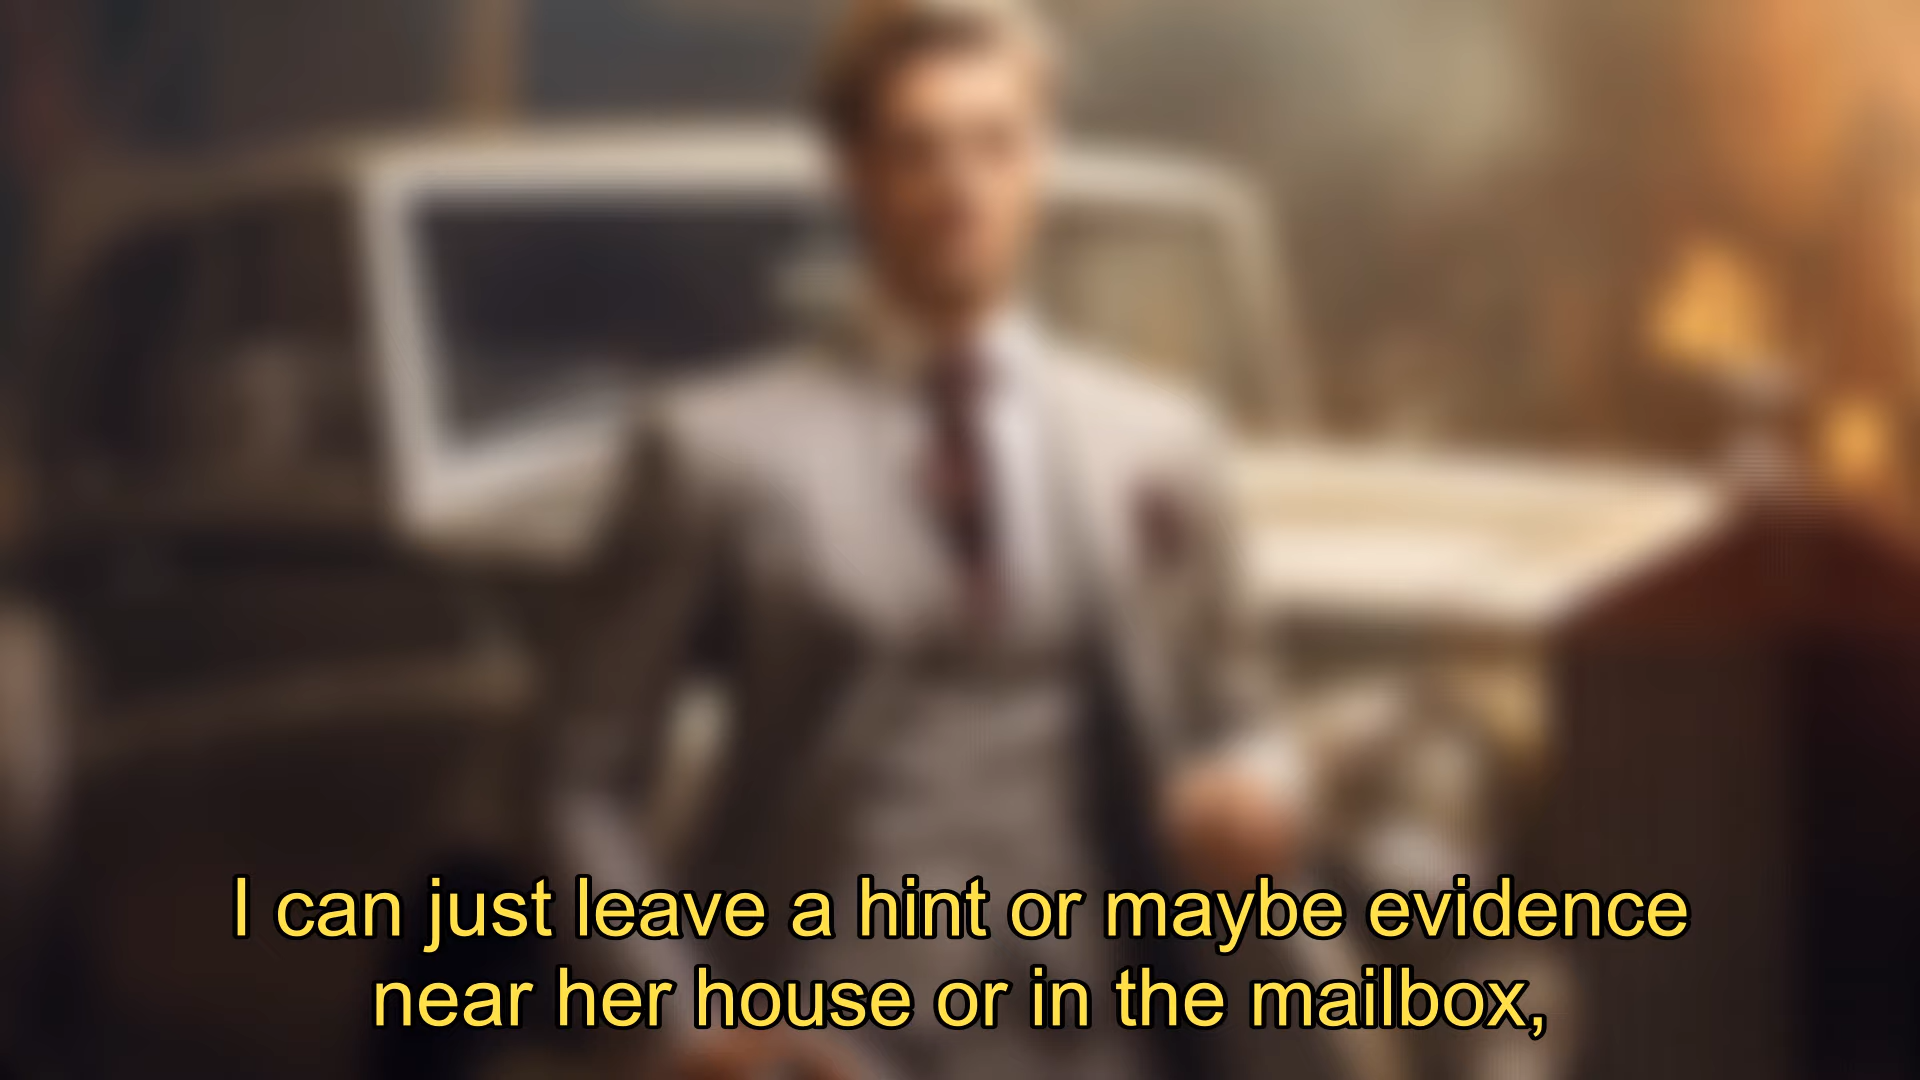 I can just leave a hint or maybe evidence
near her house or in the mailbox,